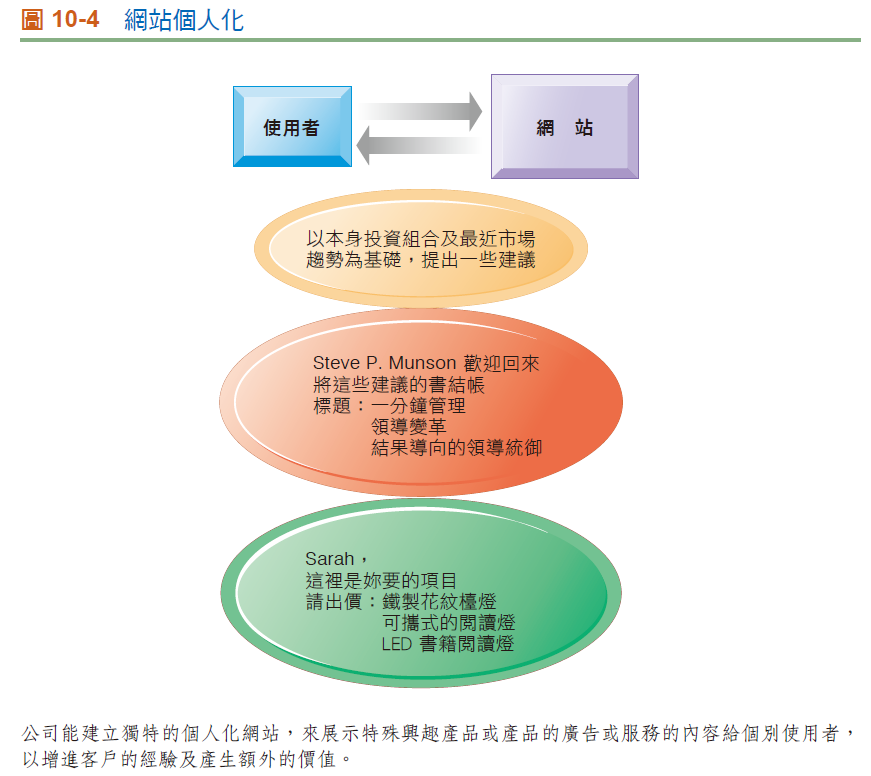 圖 10-4 網站個人化
使用者
網 站
以本身投資組合及最近市場
趨勢為基礎，提出一些建議
Steve P. Munson 歡迎回來
將這些建議的書結帳
標題：一分鐘管理
領導變革
結果導向的領導統御
Sarah，
這裡是妳要的項目
請出價：鐵製花紋檯燈
可攜式的閱讀燈
LED 書籍閱讀燈
公司能建立獨特的個人化網站，來展示特殊興趣產品或產品的廣告或服務的內容給個別使用者，
以增進客戶的經驗及產生額外的價值。